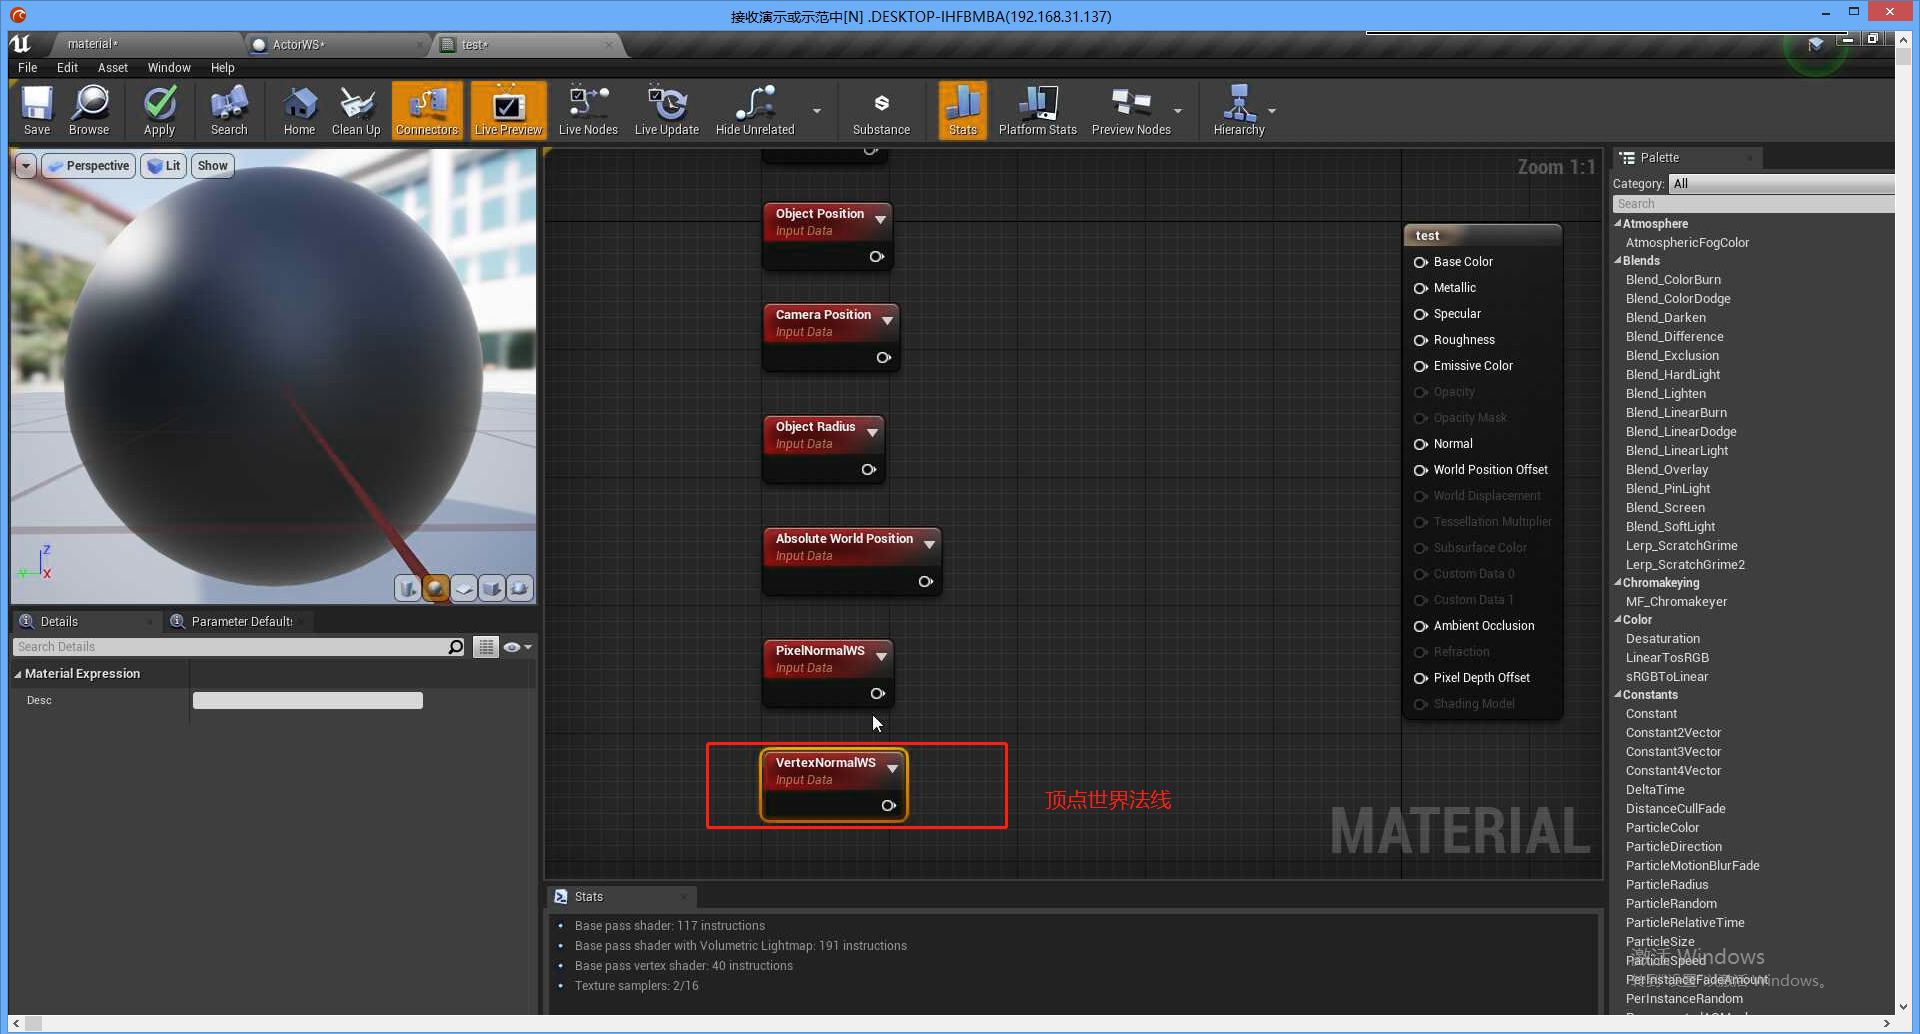 接收演示或示范中[N] .DESKTOP-IHFBMBA(192.168.31.137)
material*
ActorWS*
test*
File Edit Asset Window Help
Save Browse Apply Search Home Clean Up Connectors Live Preview Live Nodes Live Update Hide Unrelated Substance Stats Platform Stats Preview Nodes Hierarchy
Perspective Lit Show
Z
Y
X
Details
Parameter Defaults
Search Details
Material Expression
Desc
Zoom 1:1
Object Position
Input Data
Camera Position
Input Data
Object Radius
Input Data
Absolute World Position
Input Data
PixelNormalWS
Input Data
VertexNormalWS
Input Data
顶点世界法线
test
Base Color
Metallic
Specular
Roughness
Emissive Color
Opacity
Opacity Mask
Normal
World Position Offset
World Displacement
Tessellation Multiplier
Subsurface Color
Custom Data 0
Custom Data 1
Ambient Occlusion
Refraction
Pixel Depth Offset
Shading Model
MATERIAL
Stats
Base pass shader: 117 instructions
Base pass shader with Volumetric Lightmap: 191 instructions
Base pass vertex shader: 40 instructions
Texture samplers: 2/16
Palette
Category: All
Search
Atmosphere
AtmosphericFogColor
Blends
Blend_ColorBurn
Blend_ColorDodge
Blend_Darken
Blend_Difference
Blend_Exclusion
Blend_HardLight
Blend_Lighten
Blend_LinearBurn
Blend_LinearDodge
Blend_LinearLight
Blend_Overlay
Blend_PinLight
Blend_Screen
Blend_SoftLight
Lerp_ScratchGrime
Lerp_ScratchGrime2
Chromakeying
MF_Chromakeyer
Color
Desaturation
LinearTosRGB
sRGBToLinear
Constants
Constant
Constant2Vector
Constant3Vector
Constant4Vector
DeltaTime
DistanceCullFade
ParticleColor
ParticleDirection
ParticleMotionBlurFade
ParticleRadius
ParticleRandom
ParticleRelativeTime
ParticleSize
ParticleSpeed
PerInstanceFadeAmount
PerInstanceRandom
激活 Windows
Windows。